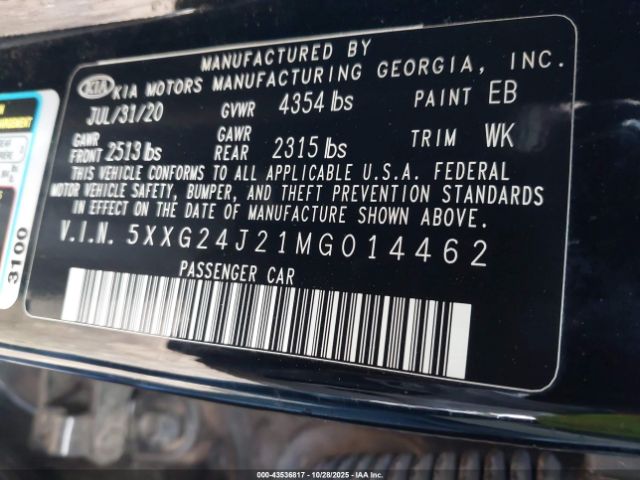 MANUFACTURED BY
KIA KIA MOTORS MANUFACTURING GEORGIA, INC.
JUL/31/20 GVWR 4354 lbs PAINT EB
GAWR FRONT 2513 lbs GAWR REAR 2315 lbs TRIM WK
THIS VEHICLE CONFORMS TO ALL APPLICABLE U.S.A. FEDERAL
MOTOR VEHICLE SAFETY, BUMPER, AND THEFT PREVENTION STANDARDS
IN EFFECT ON THE DATE OF MANUFACTURE SHOWN ABOVE.
V.I.N. 5XXG24J21MG014462
PASSENGER CAR
3100
000-43536817 - 10/28/2025 - IAA Inc.